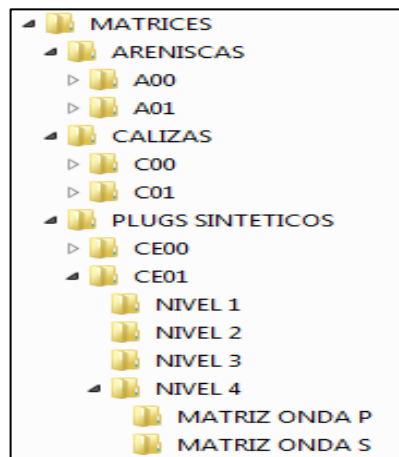 MATRICES
ARENISCAS
A00
A01
CALIZAS
C00
C01
PLUGS SINTETICOS
CE00
CE01
NIVEL 1
NIVEL 2
NIVEL 3
NIVEL 4
MATRIZ ONDA P
MATRIZ ONDA S